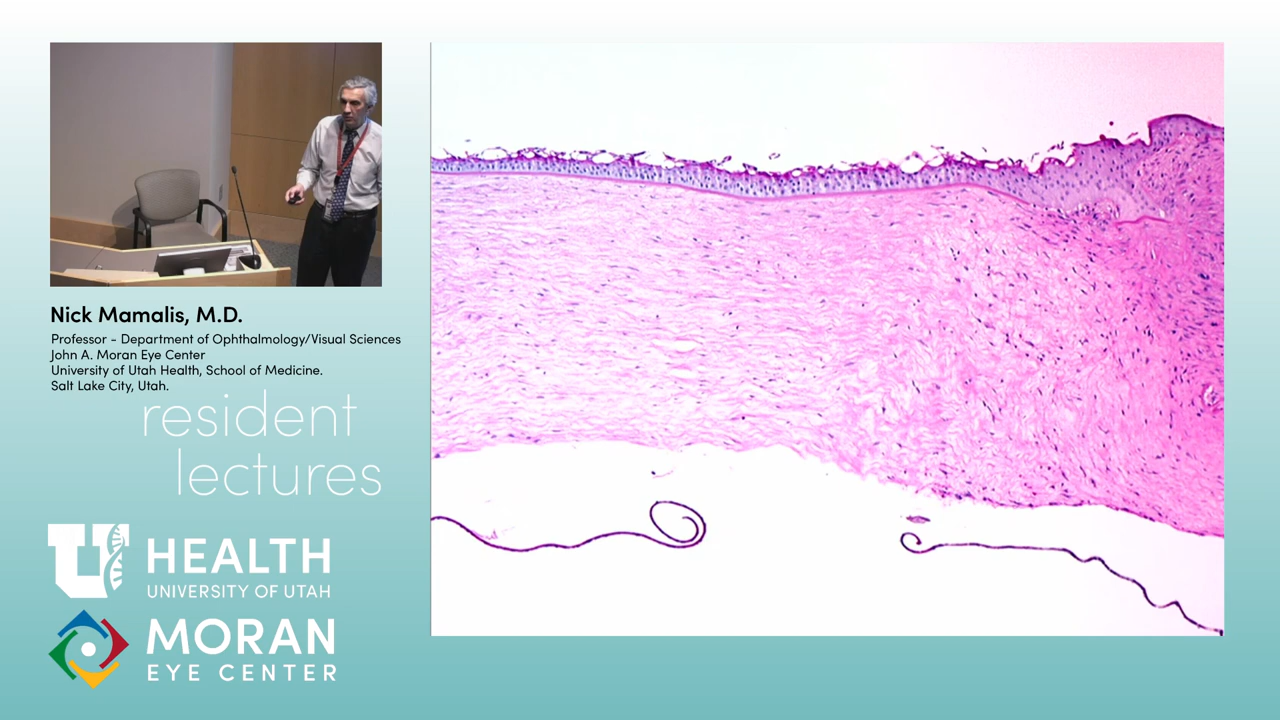 Nick Mamalis, M.D.
Professor - Department of Ophthalmology/Visual Sciences
John A. Moran Eye Center
University of Utah Health, School of Medicine.
Salt Lake City, Utah.
resident
lectures
U HEALTH
UNIVERSITY OF UTAH
MORAN
EYE CENTER